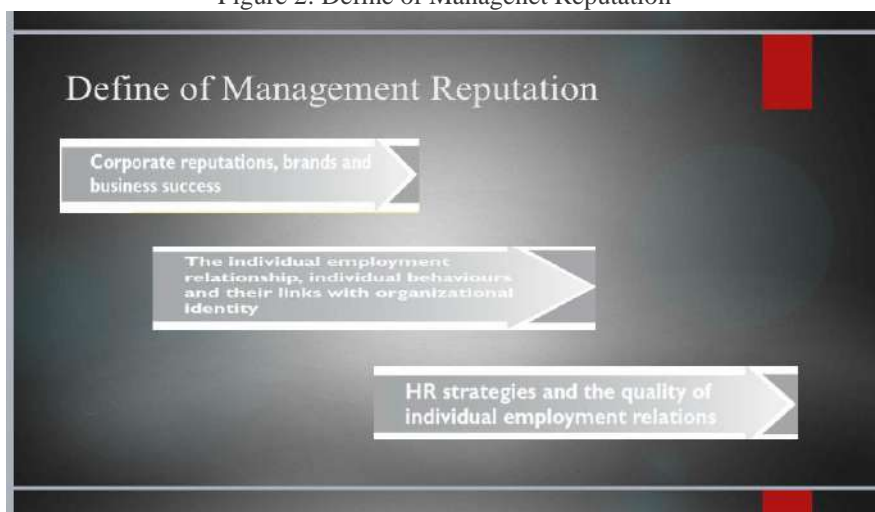 Figure 2: Define of Managenet Reputation
Define of Management Reputation
Corporate reputations, brands and
business success
The individual employment
relationship, individual behaviours
and their links with organizational
identity
HR strategies and the quality of
individual employment relations